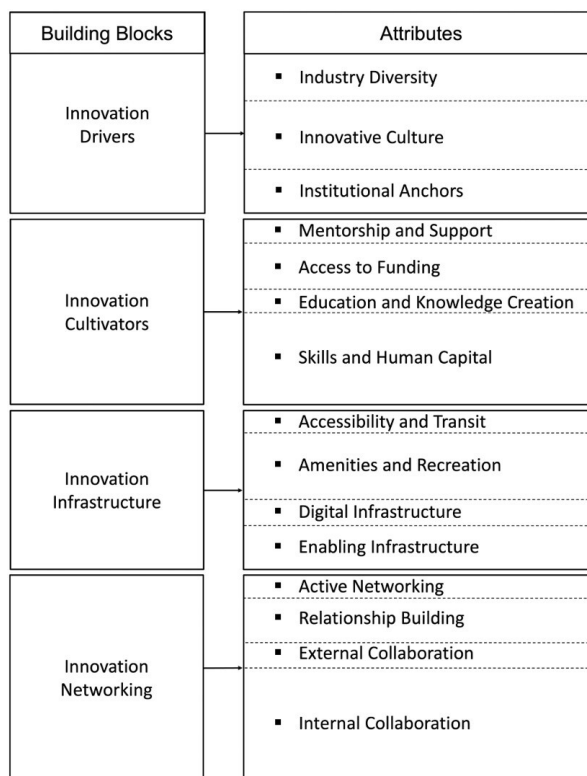 Building Blocks
Attributes
Innovation
Drivers
▪ Industry Diversity
▪ Innovative Culture
▪ Institutional Anchors
Innovation
Cultivators
▪ Mentorship and Support
▪ Access to Funding
▪ Education and Knowledge Creation
▪ Skills and Human Capital
Innovation
Infrastructure
▪ Accessibility and Transit
▪ Amenities and Recreation
▪ Digital Infrastructure
▪ Enabling Infrastructure
Innovation
Networking
▪ Active Networking
▪ Relationship Building
▪ External Collaboration
▪ Internal Collaboration